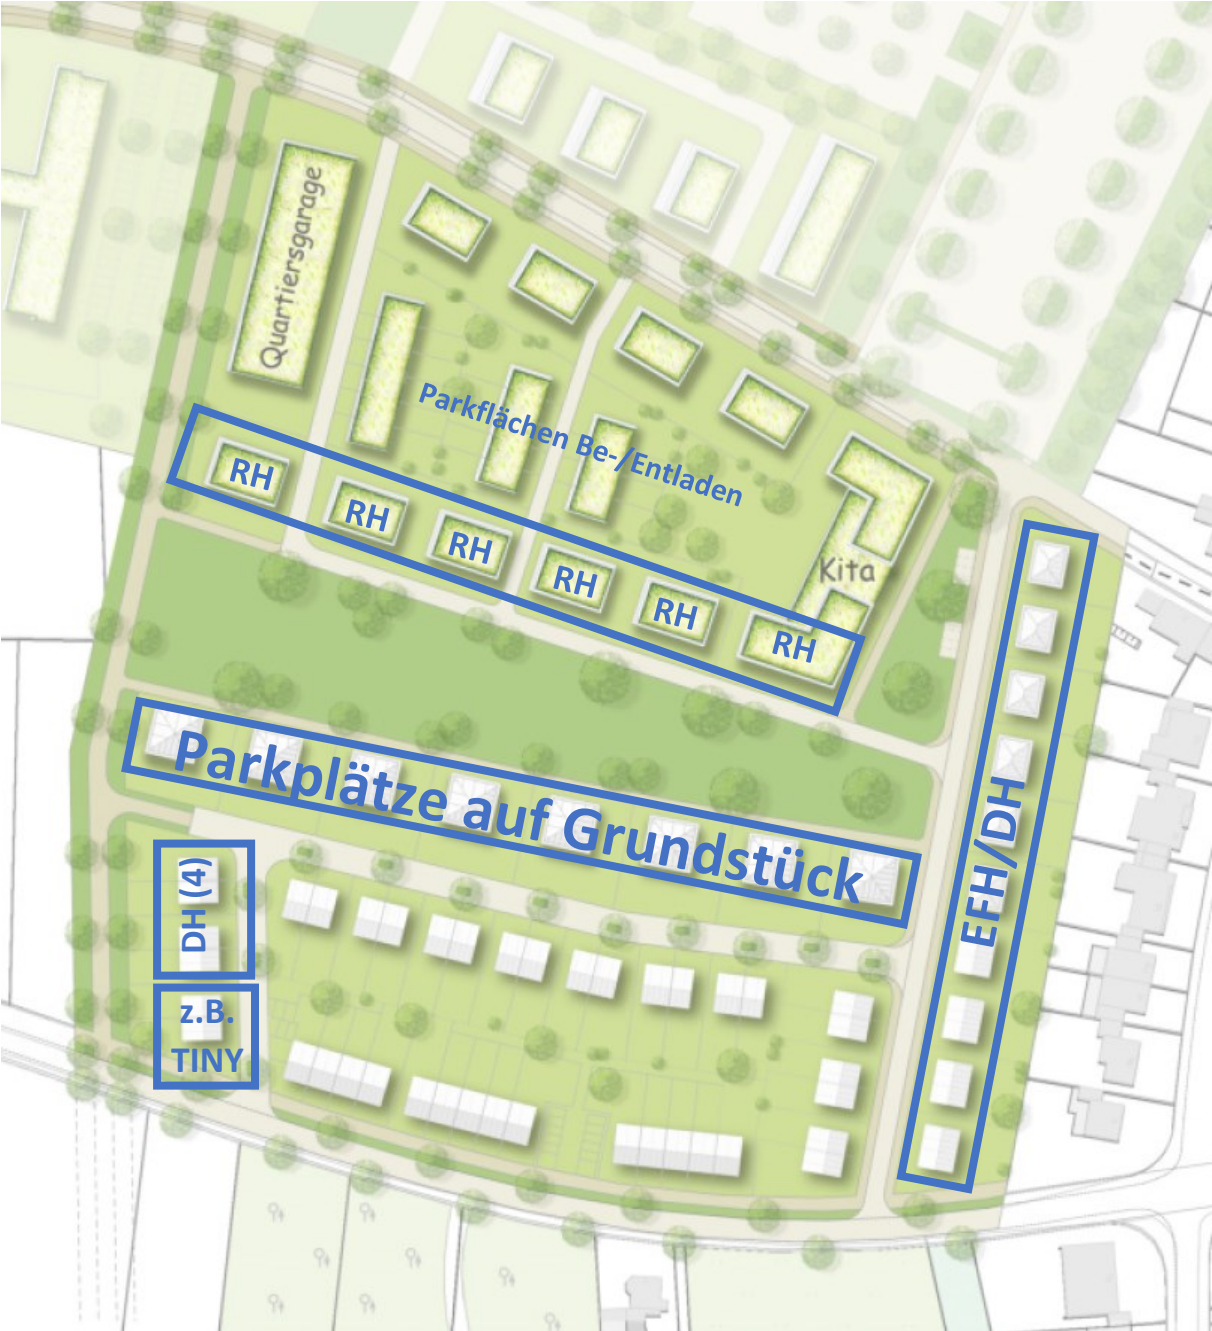 Quartiersgarage
Parkflächen Be-/Entladen
RH
RH
RH
RH
RH
RH
Kita
Parkplätze auf Grundstück
EFH/DH
DH (4)
z.B.
TINY